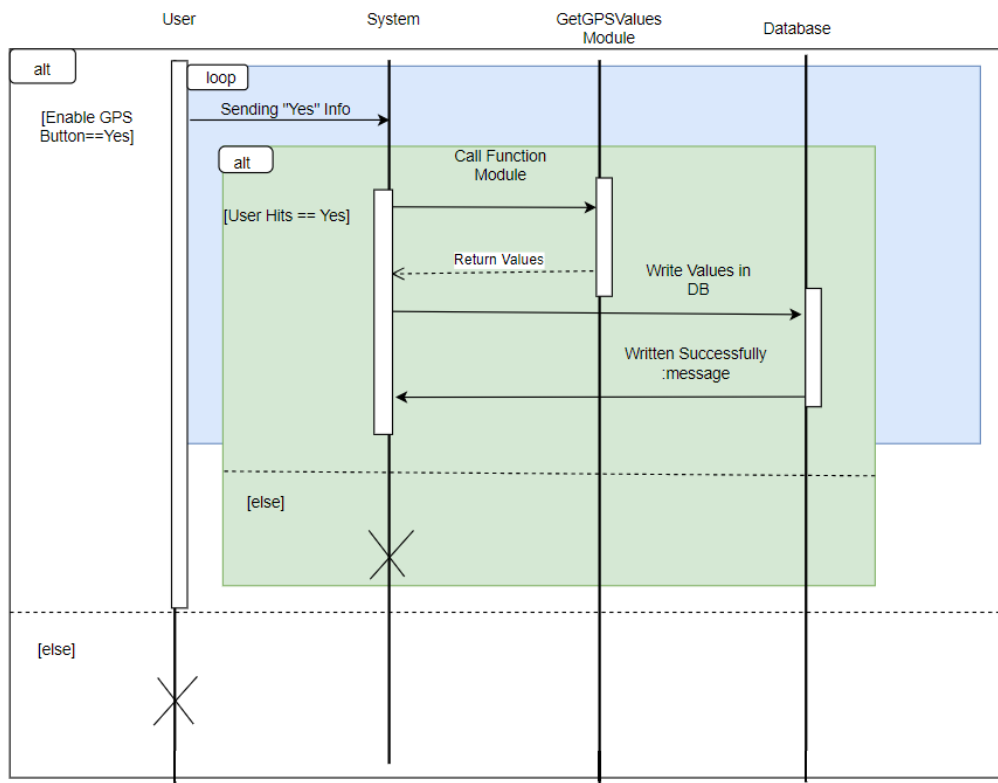 User
System
GetGPSValues
Module
Database
alt
loop
[Enable GPS
Button==Yes]
Sending "Yes" Info
alt
Call Function
Module
[User Hits == Yes]
Return Values
Write Values in
DB
Written Successfully
:message
[else]
[else]